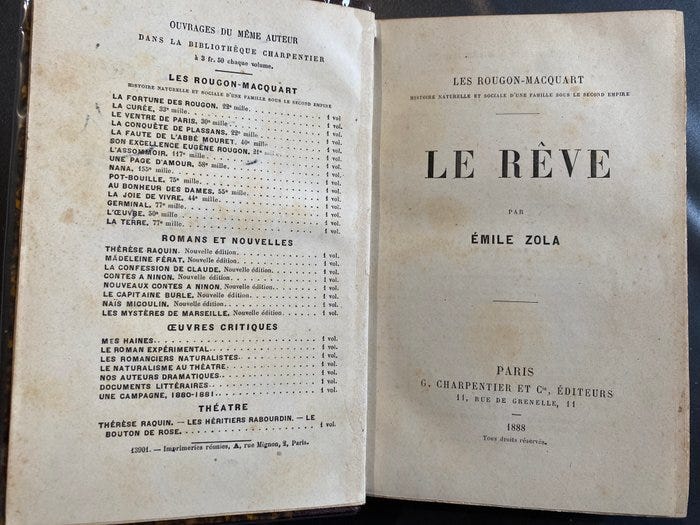 OUVRAGES DU MÊME AUTEUR
DANS LA BIBLIOTHÈQUE CHARPENTIER
à 3 fr. 50 chaque volume.
LES ROUGON-MACQUART
HISTOIRE NATURELLE ET SOCIALE D'UNE FAMILLE SOUS LE SECOND EMPIRE
LA FORTUNE DES ROUGON. 22e mille. 1 vol.
LA CURÉE. 33e mille. 1 vol.
LE VENTRE DE PARIS. 30e mille. 1 vol.
LA CONQUÊTE DE PLASSANS. 22e mille. 1 vol.
LA FAUTE DE L'ABBÉ MOURET. 40e mille. 1 vol.
SON EXCELLENCE EUGÈNE ROUGON. 21e mille. 1 vol.
L'ASSOMMOIR. 117e mille. 1 vol.
UNE PAGE D'AMOUR. 58e mille. 1 vol.
NANA. 155e mille. 1 vol.
POT-BOUILLE. 75e mille. 1 vol.
AU BONHEUR DES DAMES. 55e mille. 1 vol.
LA JOIE DE VIVRE. 44e mille. 1 vol.
GERMINAL. 77e mille. 1 vol.
L'ŒUVRE. 50e mille. 1 vol.
LA TERRE. 77e mille. 1 vol.
ROMANS ET NOUVELLES
THÉRÈSE RAQUIN. Nouvelle édition. 1 vol.
MADELEINE FÉRAT. Nouvelle édition. 1 vol.
LA CONFESSION DE CLAUDE. Nouvelle édition. 1 vol.
CONTES A NINON. Nouvelle édition. 1 vol.
NOUVEAUX CONTES A NINON. Nouvelle édition. 1 vol.
LE CAPITAINE BURLE. Nouvelle édition. 1 vol.
NAÏS MICOULIN. Nouvelle édition. 1 vol.
LES MYSTÈRES DE MARSEILLE. Nouvelle édition. 1 vol.
ŒUVRES CRITIQUES
MES HAINES. 1 vol.
LE ROMAN EXPÉRIMENTAL. 1 vol.
LES ROMANCIERS NATURALISTES. 1 vol.
LE NATURALISME AU THÉATRE. 1 vol.
NOS AUTEURS DRAMATIQUES. 1 vol.
DOCUMENTS LITTÉRAIRES. 1 vol.
UNE CAMPAGNE, 1880-1881. 1 vol.
THÉATRE
THÉRÈSE RAQUIN. — LES HÉRITIERS RABOURDIN. — LE
BOUTON DE ROSE. 1 vol.
13901. — Imprimeries réunies, A, rue Mignon, 2, Paris.
LES ROUGON-MACQUART
HISTOIRE NATURELLE ET SOCIALE D'UNE FAMILLE SOUS LE SECOND EMPIRE
LE RÊVE
PAR
ÉMILE ZOLA
PARIS
G. CHARPENTIER ET Cie, ÉDITEURS
11, RUE DE GRENELLE, 11
1888
Tous droits réservés.